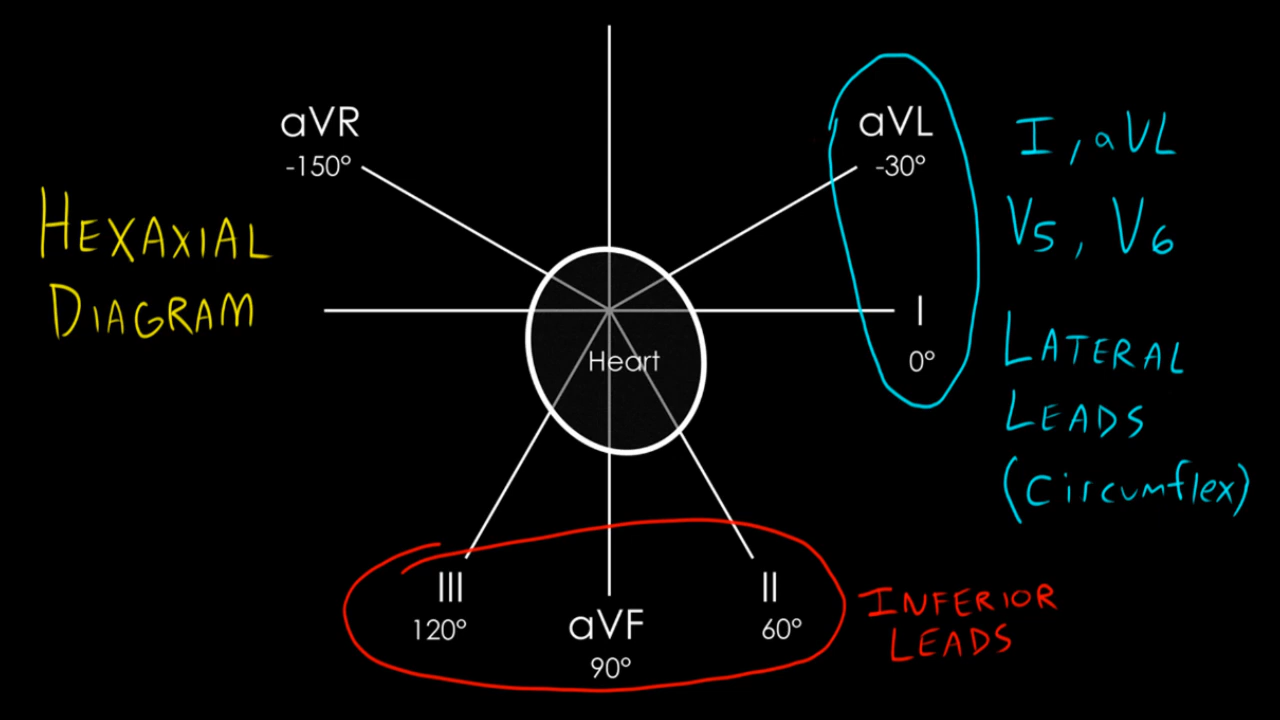 aVR
-150°
aVL
-30°
I, aVL
V5, V6
HEXAXIAL
DIAGRAM
I
0°
Heart
LATERAL
LEADS
(Circumflex)
III
120°
aVF
90°
II
60°
INFERIOR
LEADS